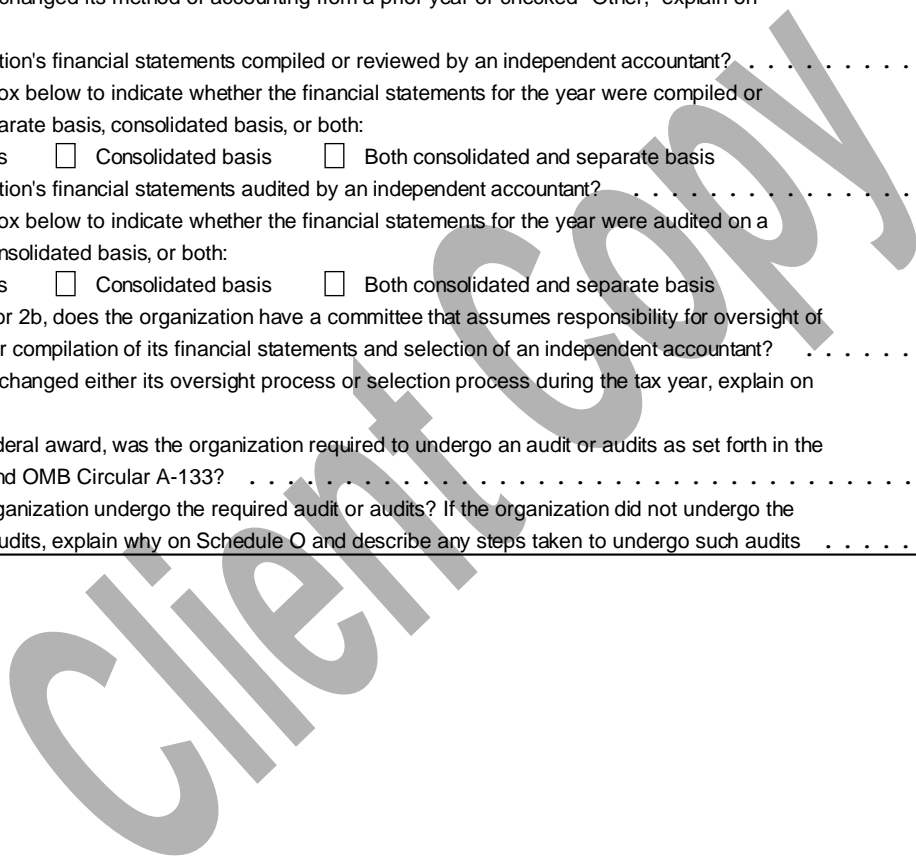 changed its method of accounting from a prior year or checked "Other," explain on
tion's financial statements compiled or reviewed by an independent accountant? . . . . . . . . .
ox below to indicate whether the financial statements for the year were compiled or
arate basis, consolidated basis, or both:
s ☐ Consolidated basis ☐ Both consolidated and separate basis
tion's financial statements audited by an independent accountant? . . . . . . . . . . . . . . .
ox below to indicate whether the financial statements for the year were audited on a
nsolidated basis, or both:
s ☐ Consolidated basis ☐ Both consolidated and separate basis
or 2b, does the organization have a committee that assumes responsibility for oversight of
r compilation of its financial statements and selection of an independent accountant? . . . . . .
changed either its oversight process or selection process during the tax year, explain on
deral award, was the organization required to undergo an audit or audits as set forth in the
nd OMB Circular A-133? . . . . . . . . . . . . . . . . . . . . . . . . . . . . . . . . . . .
ganization undergo the required audit or audits? If the organization did not undergo the
udits, explain why on Schedule O and describe any steps taken to undergo such audits . . . . .
Client Copy